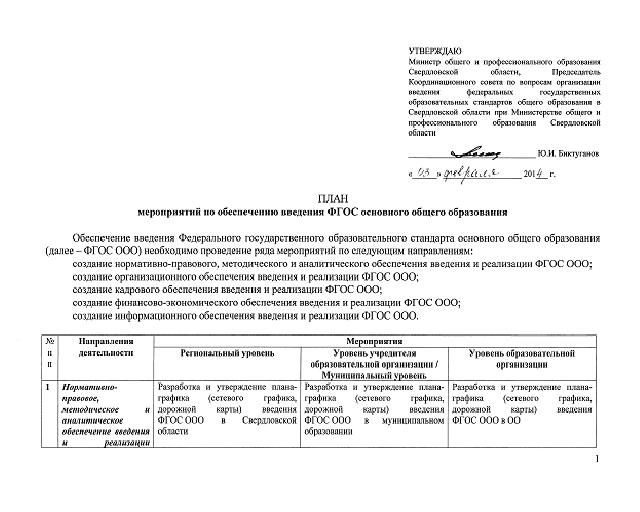 УТВЕРЖДАЮ
Министр общего и профессионального образования
Свердловской области, Председатель
Координационного совета по вопросам организации
введения федеральных государственных
образовательных стандартов общего образования в
Свердловской области при Министерстве общего и
профессионального образования Свердловской
области
Ю.И. Биктуганов
« 03 » февраля 2014 г.
ПЛАН
мероприятий по обеспечению введения ФГОС основного общего образования
Обеспечение введения Федерального государственного образовательного стандарта основного общего образования
(далее – ФГОС ООО) необходимо проведение ряда мероприятий по следующим направлениям:
создание нормативно-правового, методического и аналитического обеспечения введения и реализации ФГОС ООО;
создание организационного обеспечения введения и реализации ФГОС ООО;
создание кадрового обеспечения введения и реализации ФГОС ООО;
создание финансово-экономического обеспечения введения и реализации ФГОС ООО;
создание информационного обеспечения введения и реализации ФГОС ООО.
№
п
п
Направления
деятельности
Мероприятия
Региональный уровень
Уровень учредителя
образовательной организации /
Муниципальный уровень
Уровень образовательной
организации
1
Нормативно-
правовое,
методическое и
аналитическое
обеспечение введения
и реализации
Разработка и утверждение плана-
графика (сетевого графика,
дорожной карты) введения
ФГОС ООО в Свердловской
области
Разработка и утверждение плана-
графика (сетевого графика,
дорожной карты) введения
ФГОС ООО в муниципальном
образовании
Разработка и утверждение плана-
графика (сетевого графика,
дорожной карты) введения
ФГОС ООО в ОО
1